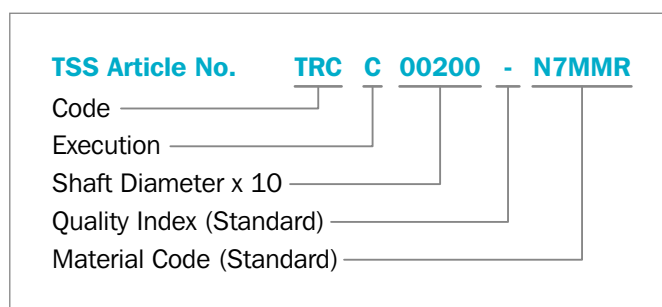 TSS Article No. TRC C 00200 - N7MMR
Code
Execution
Shaft Diameter x 10
Quality Index (Standard)
Material Code (Standard)